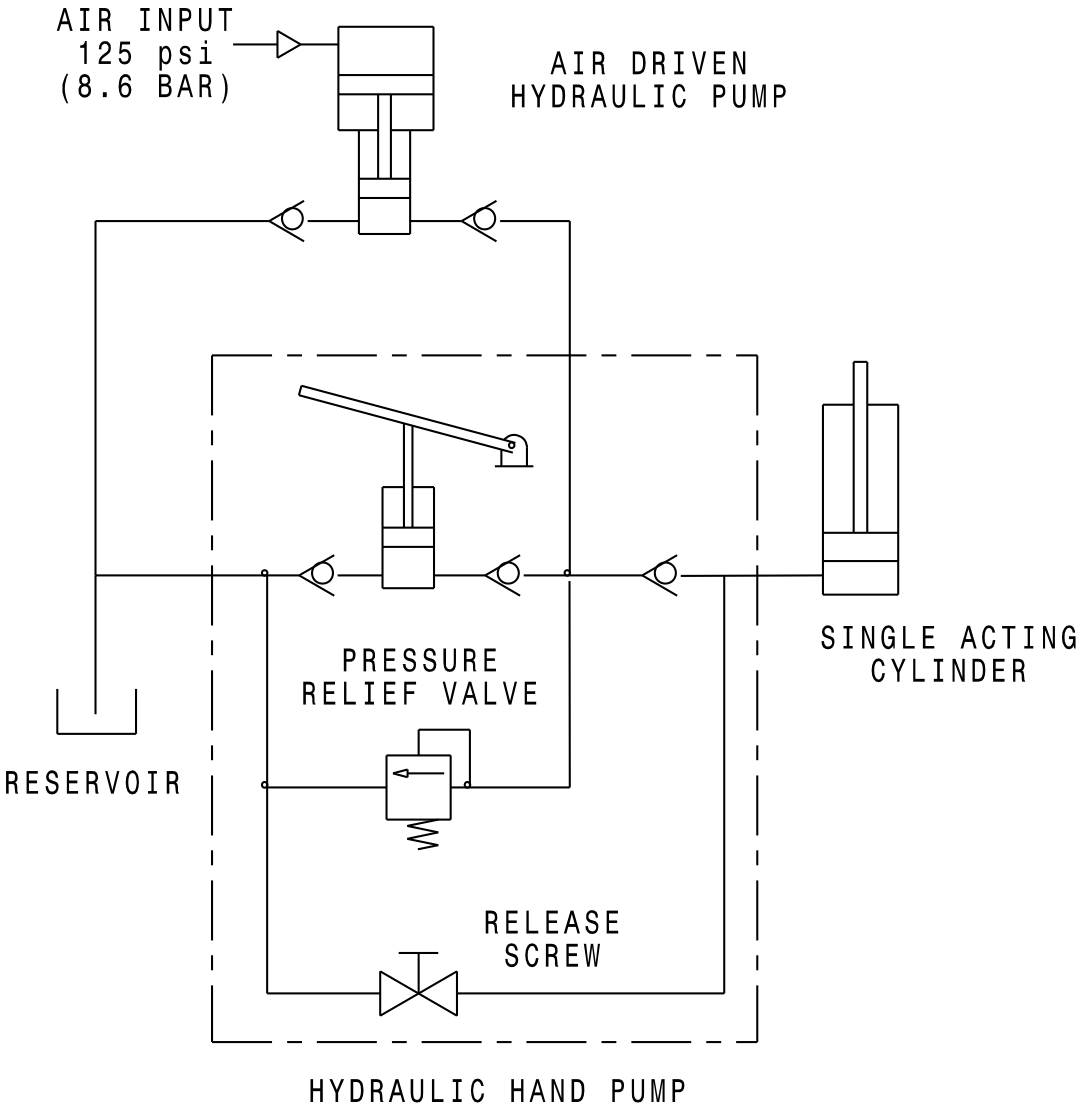 AIR INPUT
125 psi
(8.6 BAR)
AIR DRIVEN
HYDRAULIC PUMP
SINGLE ACTING
CYLINDER
PRESSURE
RELIEF VALVE
RESERVOIR
RELEASE
SCREW
HYDRAULIC HAND PUMP